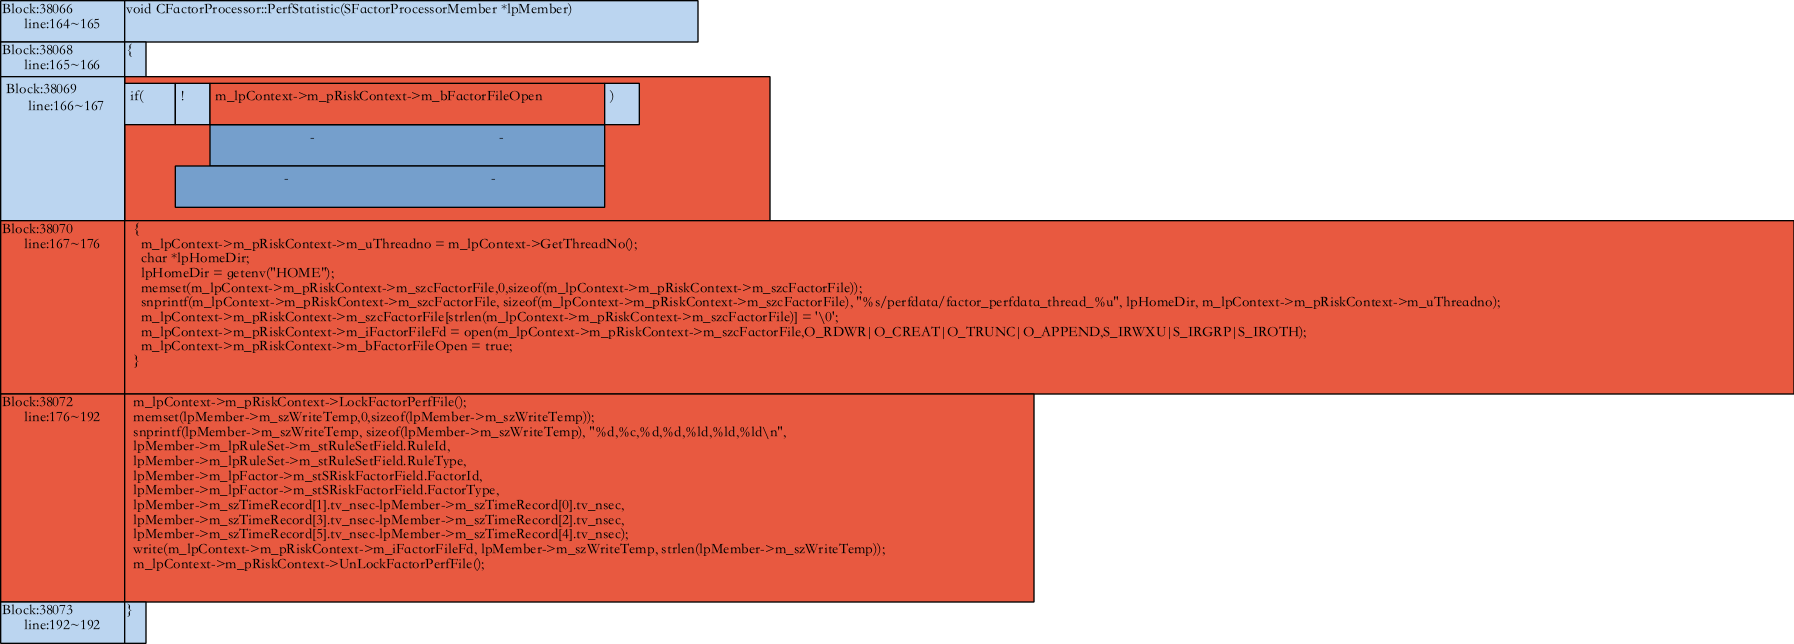 Block:38066
line:164~165
void CFactorProcessor::PerfStatistic(SFactorProcessorMember *lpMember)
Block:38068
line:165~166
{
Block:38069
line:166~167
if(
!
m_lpContext->m_pRiskContext->m_bFactorFileOpen
)
- -
- -
Block:38070
line:167~176
{
m_lpContext->m_pRiskContext->m_uThreadno = m_lpContext->GetThreadNo();
char *lpHomeDir;
lpHomeDir = getenv("HOME");
memset(m_lpContext->m_pRiskContext->m_szcFactorFile,0,sizeof(m_lpContext->m_pRiskContext->m_szcFactorFile));
snprintf(m_lpContext->m_pRiskContext->m_szcFactorFile, sizeof(m_lpContext->m_pRiskContext->m_szcFactorFile), "%s/perfdata/factor_perfdata_thread_%u", lpHomeDir, m_lpContext->m_pRiskContext->m_uThreadno);
m_lpContext->m_pRiskContext->m_szcFactorFile[strlen(m_lpContext->m_pRiskContext->m_szcFactorFile)] = '\0';
m_lpContext->m_pRiskContext->m_iFactorFileFd = open(m_lpContext->m_pRiskContext->m_szcFactorFile,O_RDWR|O_CREAT|O_TRUNC|O_APPEND,S_IRWXU|S_IRGRP|S_IROTH);
m_lpContext->m_pRiskContext->m_bFactorFileOpen = true;
}
Block:38072
line:176~192
m_lpContext->m_pRiskContext->LockFactorPerfFile();
memset(lpMember->m_szWriteTemp,0,sizeof(lpMember->m_szWriteTemp));
snprintf(lpMember->m_szWriteTemp, sizeof(lpMember->m_szWriteTemp), "%d,%c,%d,%d,%ld,%ld,%ld\n",
lpMember->m_lpRuleSet->m_stRuleSetField.RuleId,
lpMember->m_lpRuleSet->m_stRuleSetField.RuleType,
lpMember->m_lpFactor->m_stSRiskFactorField.FactorId,
lpMember->m_lpFactor->m_stSRiskFactorField.FactorType,
lpMember->m_szTimeRecord[1].tv_nsec-lpMember->m_szTimeRecord[0].tv_nsec,
lpMember->m_szTimeRecord[3].tv_nsec-lpMember->m_szTimeRecord[2].tv_nsec,
lpMember->m_szTimeRecord[5].tv_nsec-lpMember->m_szTimeRecord[4].tv_nsec);
write(m_lpContext->m_pRiskContext->m_iFactorFileFd, lpMember->m_szWriteTemp, strlen(lpMember->m_szWriteTemp));
m_lpContext->m_pRiskContext->UnLockFactorPerfFile();
Block:38073
line:192~192
}